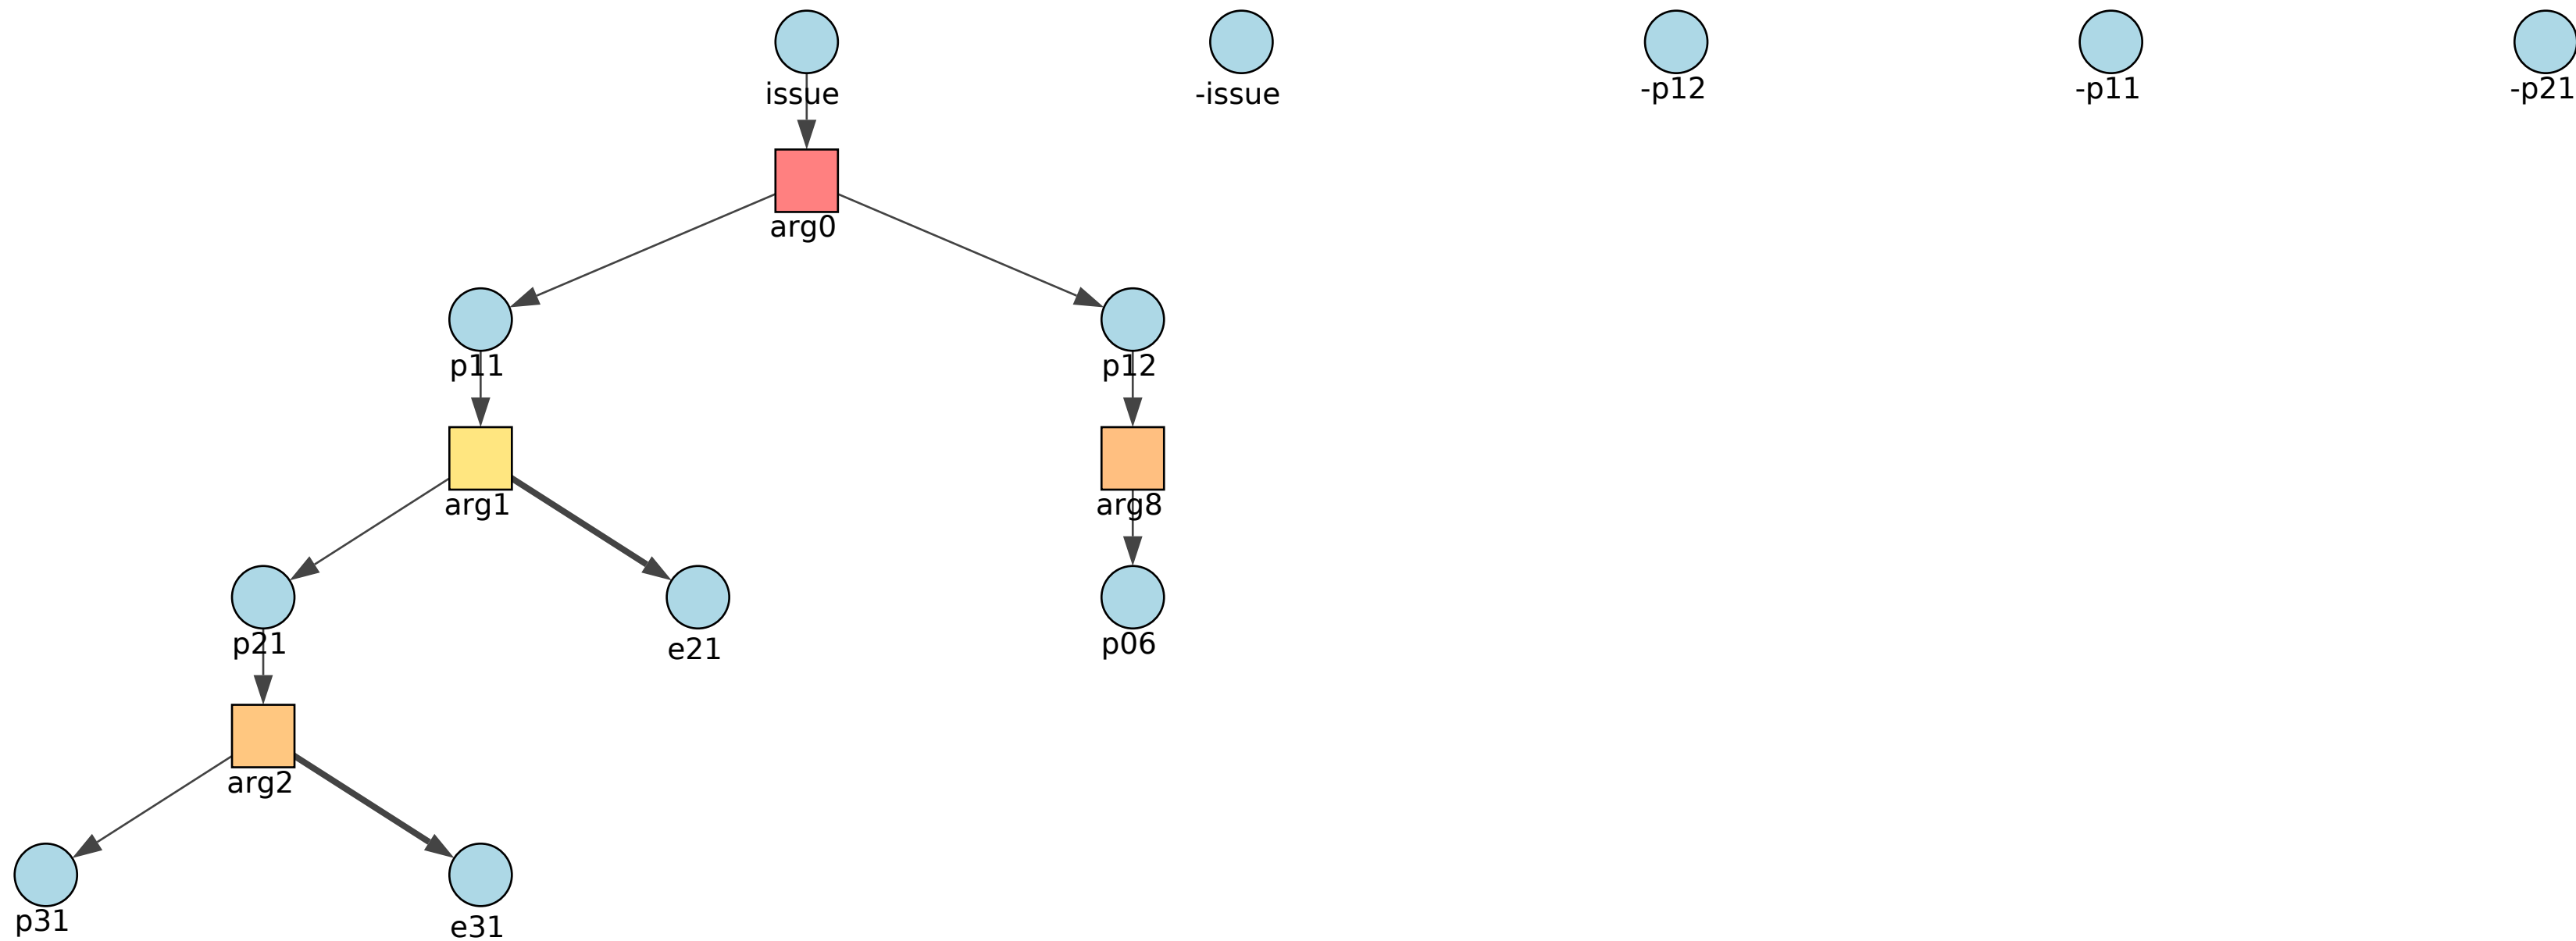 issue
-issue
-p12
-p11
-p21
arg0
p11
p12
arg1
arg8
p21
e21
p06
arg2
p31
e31